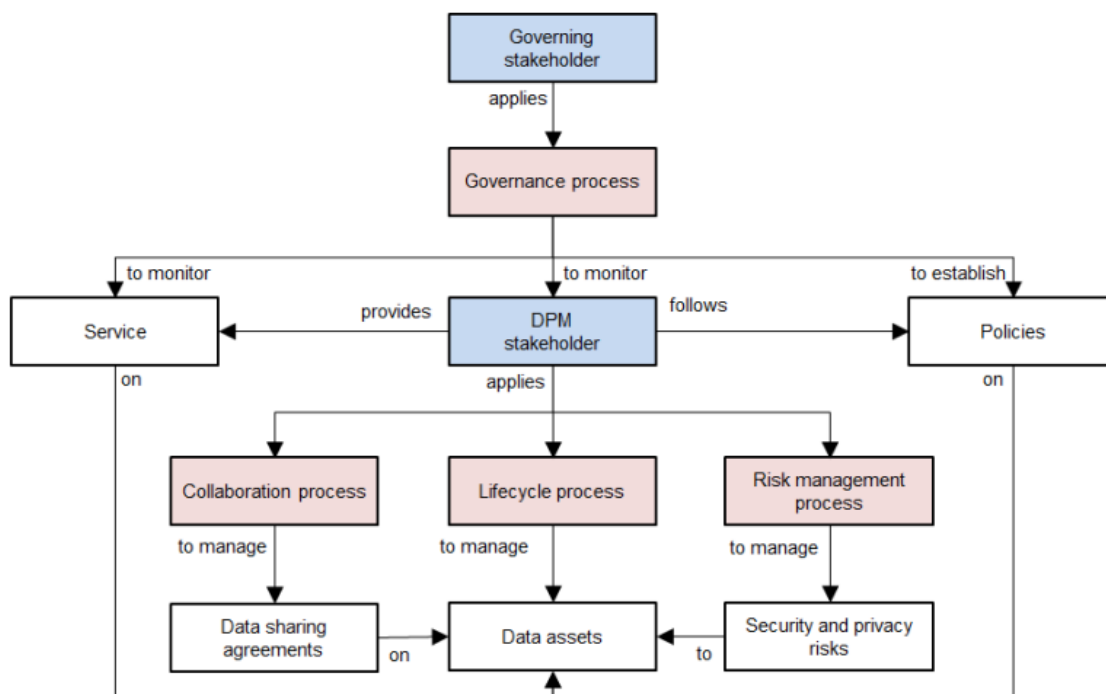 Governing
stakeholder
applies
Governance process
to monitor
to monitor
to establish
Service
provides
DPM
stakeholder
follows
Policies
on
applies
on
Collaboration process
Lifecycle process
Risk management
process
to manage
to manage
to manage
Data sharing
agreements
on
Data assets
to
Security and privacy
risks